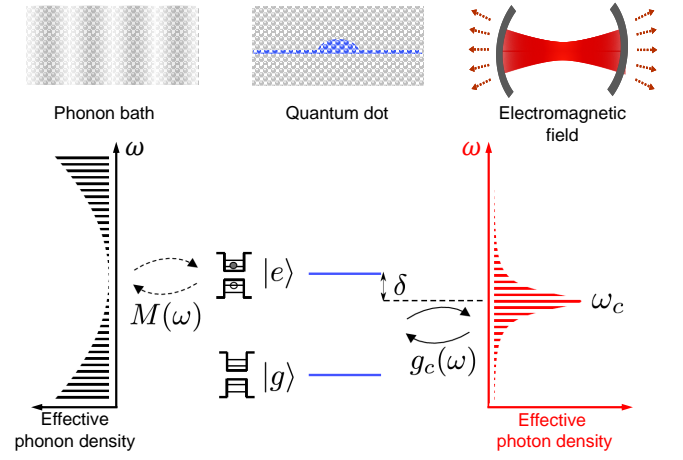 Phonon bath
Quantum dot
Electromagnetic
field
ω
ω
|e⟩
δ
M(ω)
ω_c
g_c(ω)
|g⟩
Effective
phonon density
Effective
photon density